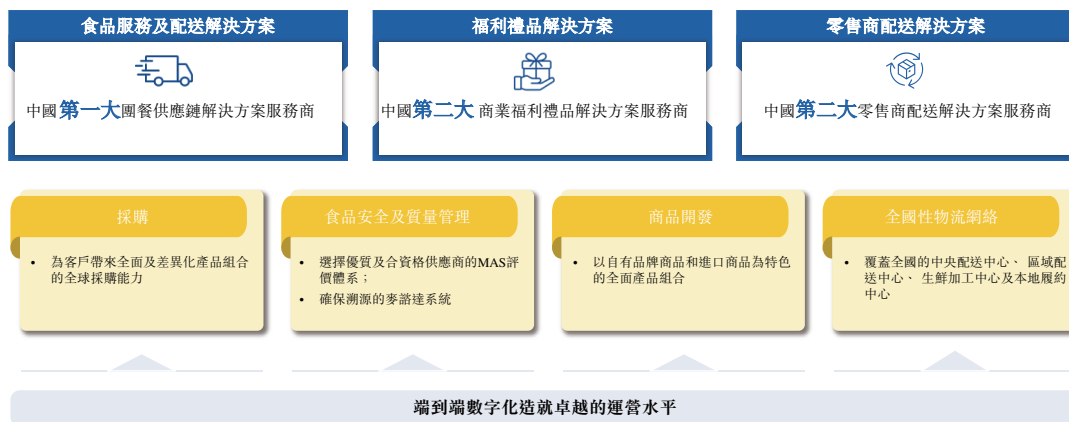 食品服務及配送解決方案
中國第一大團餐供應鏈解決方案服務商
福利禮品解決方案
中國第二大 商業福利禮品解決方案服務商
零售商配送解決方案
中國第二大零售商配送解決方案服務商
採購
• 為客戶帶來全面及差異化產品組合
的全球採購能力
食品安全及質量管理
• 選擇優質及合資格供應商的MAS評
價體系；
• 確保溯源的麥諮達系統
商品開發
• 以自有品牌商品和進口商品為特色
的全面產品組合
全國性物流網絡
• 覆蓋全國的中央配送中心、 區域配
送中心、 生鮮加工中心及本地履約
中心
端到端數字化造就卓越的運營水平